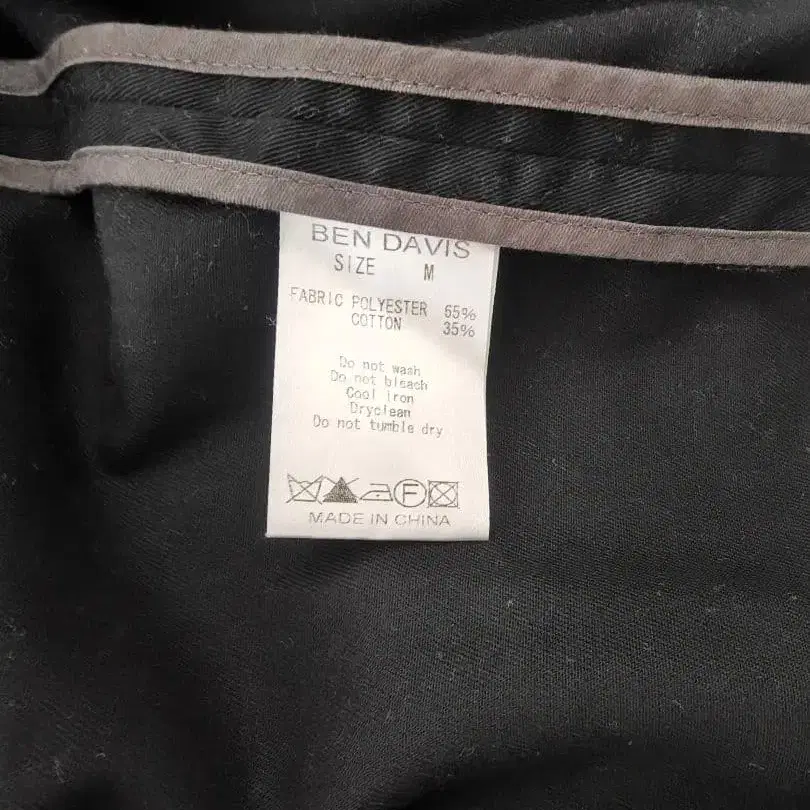 BEN DAVIS
SIZE M
FABRIC POLYESTER 65%
COTTON 35%
Do not wash
Do not bleach
Cool iron
Dryclean
Do not tumble dry
F
MADE IN CHINA